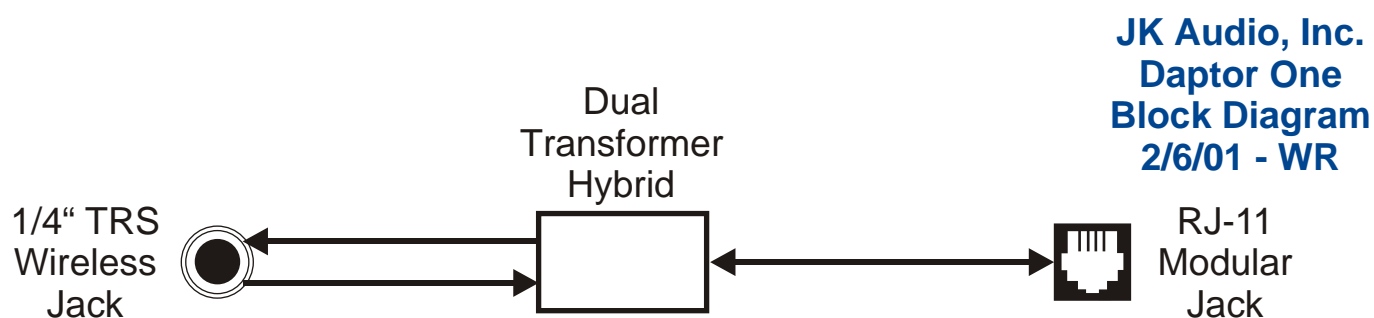 JK Audio, Inc.
Daptor One
Block Diagram
2/6/01 - WR
Dual
Transformer
Hybrid
1/4“ TRS
Wireless
Jack
RJ-11
Modular
Jack